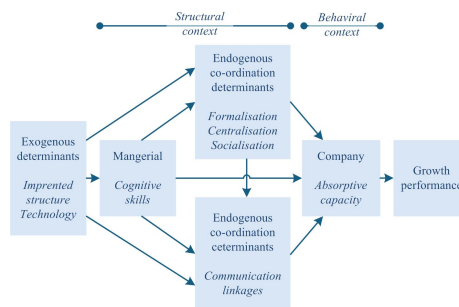 Structural
context
Behaviral
context
Endogenous
co-ordination
determinants
Formalisation
Centralisation
Socialisation
Exogenous
determinants
Imprented
structure
Technology
Mangerial
Cognitive
skills
Company
Absorptive
capacity
Growth
performance
Endogenous
co-ordination
ceterminants
Communication
linkages